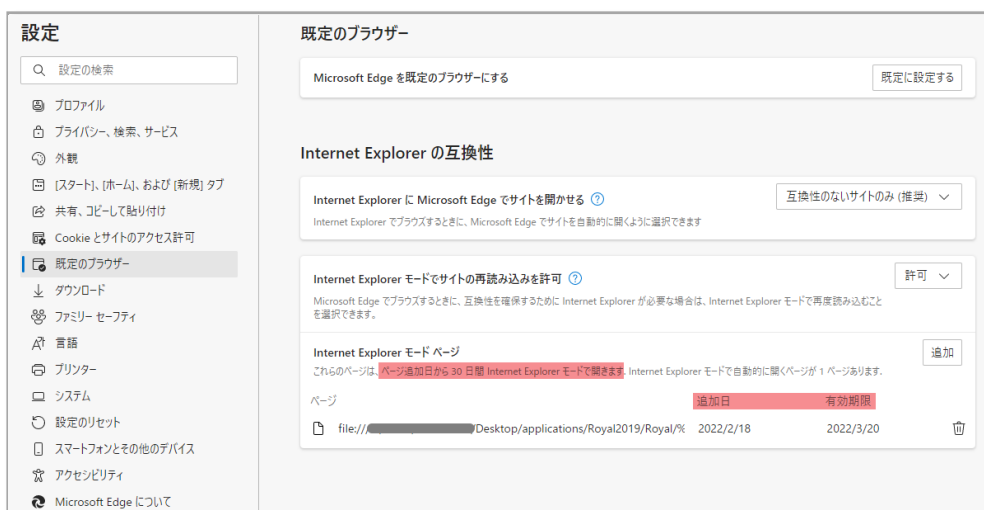 設定
設定の検索
プロファイル
プライバシー、検索、サービス
外観
[スタート]、[ホーム]、および [新規] タブ
共有、コピーして貼り付け
Cookie とサイトのアクセス許可
既定のブラウザー
ダウンロード
ファミリー セーフティ
言語
プリンター
システム
設定のリセット
スマートフォンとその他のデバイス
アクセシビリティ
Microsoft Edge について
既定のブラウザー
Microsoft Edge を既定のブラウザーにする
既定に設定する
Internet Explorer の互換性
Internet Explorer に Microsoft Edge でサイトを開かせる
互換性のないサイトのみ (推奨)
Internet Explorer でブラウズするときに、Microsoft Edge でサイトを自動的に開くように選択できます
Internet Explorer モードでサイトの再読み込みを許可
許可
Microsoft Edge でブラウズするときに、互換性を確保するために Internet Explorer が必要な場合は、Internet Explorer モードで再度読み込むこと
を選択できます。
Internet Explorer モード ページ
追加
これらのページは、ページ追加日から 30 日間 Internet Explorer モードで開きます. Internet Explorer モードで自動的に開くページが 1 ページあります.
ページ 追加日 有効期限
file:// /Desktop/applications/Royal2019/Royal/% 2022/2/18 2022/3/20